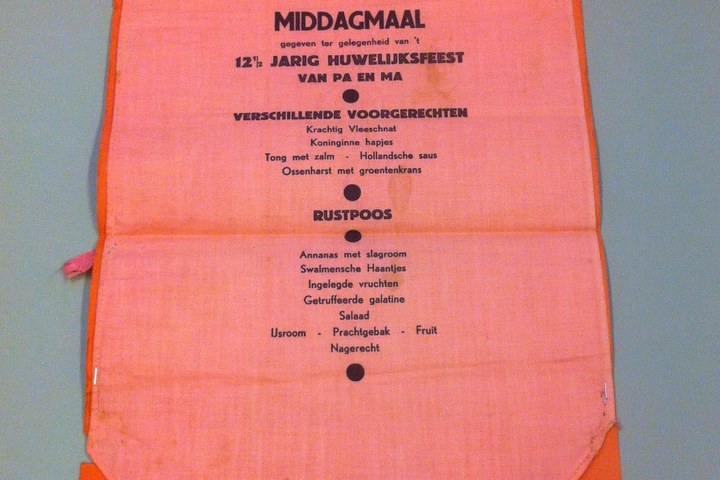 MIDDAGMAAL
gegeven ter gelegenheid van 't
12½ JARIG HUWELIJKSFEEST
VAN PA EN MA
VERSCHILLENDE VOORGERECHTEN
Krachtig Vleeschnat
Koninginne hapjes
Tong met zalm - Hollandsche saus
Ossenharst met groentenkrans
RUSTPOOS
Annanas met slagroom
Swalmensche Haantjes
Ingelegde vruchten
Getruffeerde galatine
Salaad
IJsroom - Prachtgebak - Fruit
Nagerecht